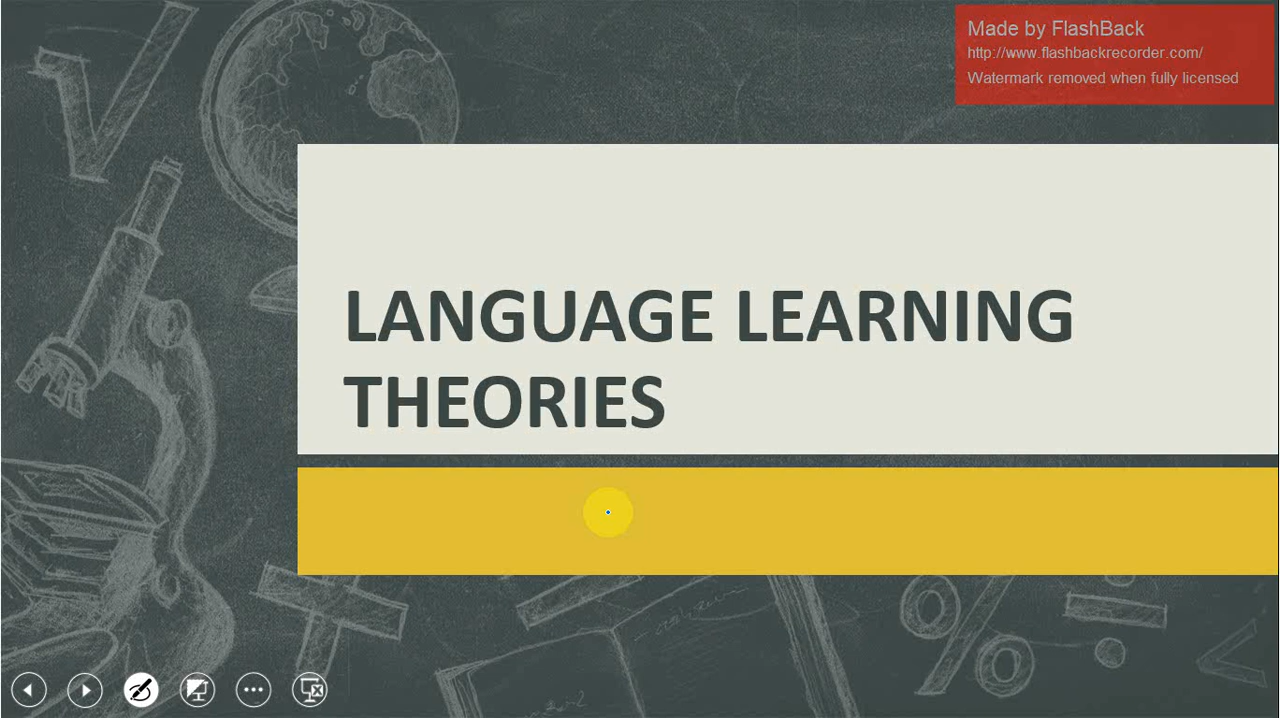 Made by FlashBack
http://www.flashbackrecorder.com/
Watermark removed when fully licensed
LANGUAGE LEARNING
THEORIES